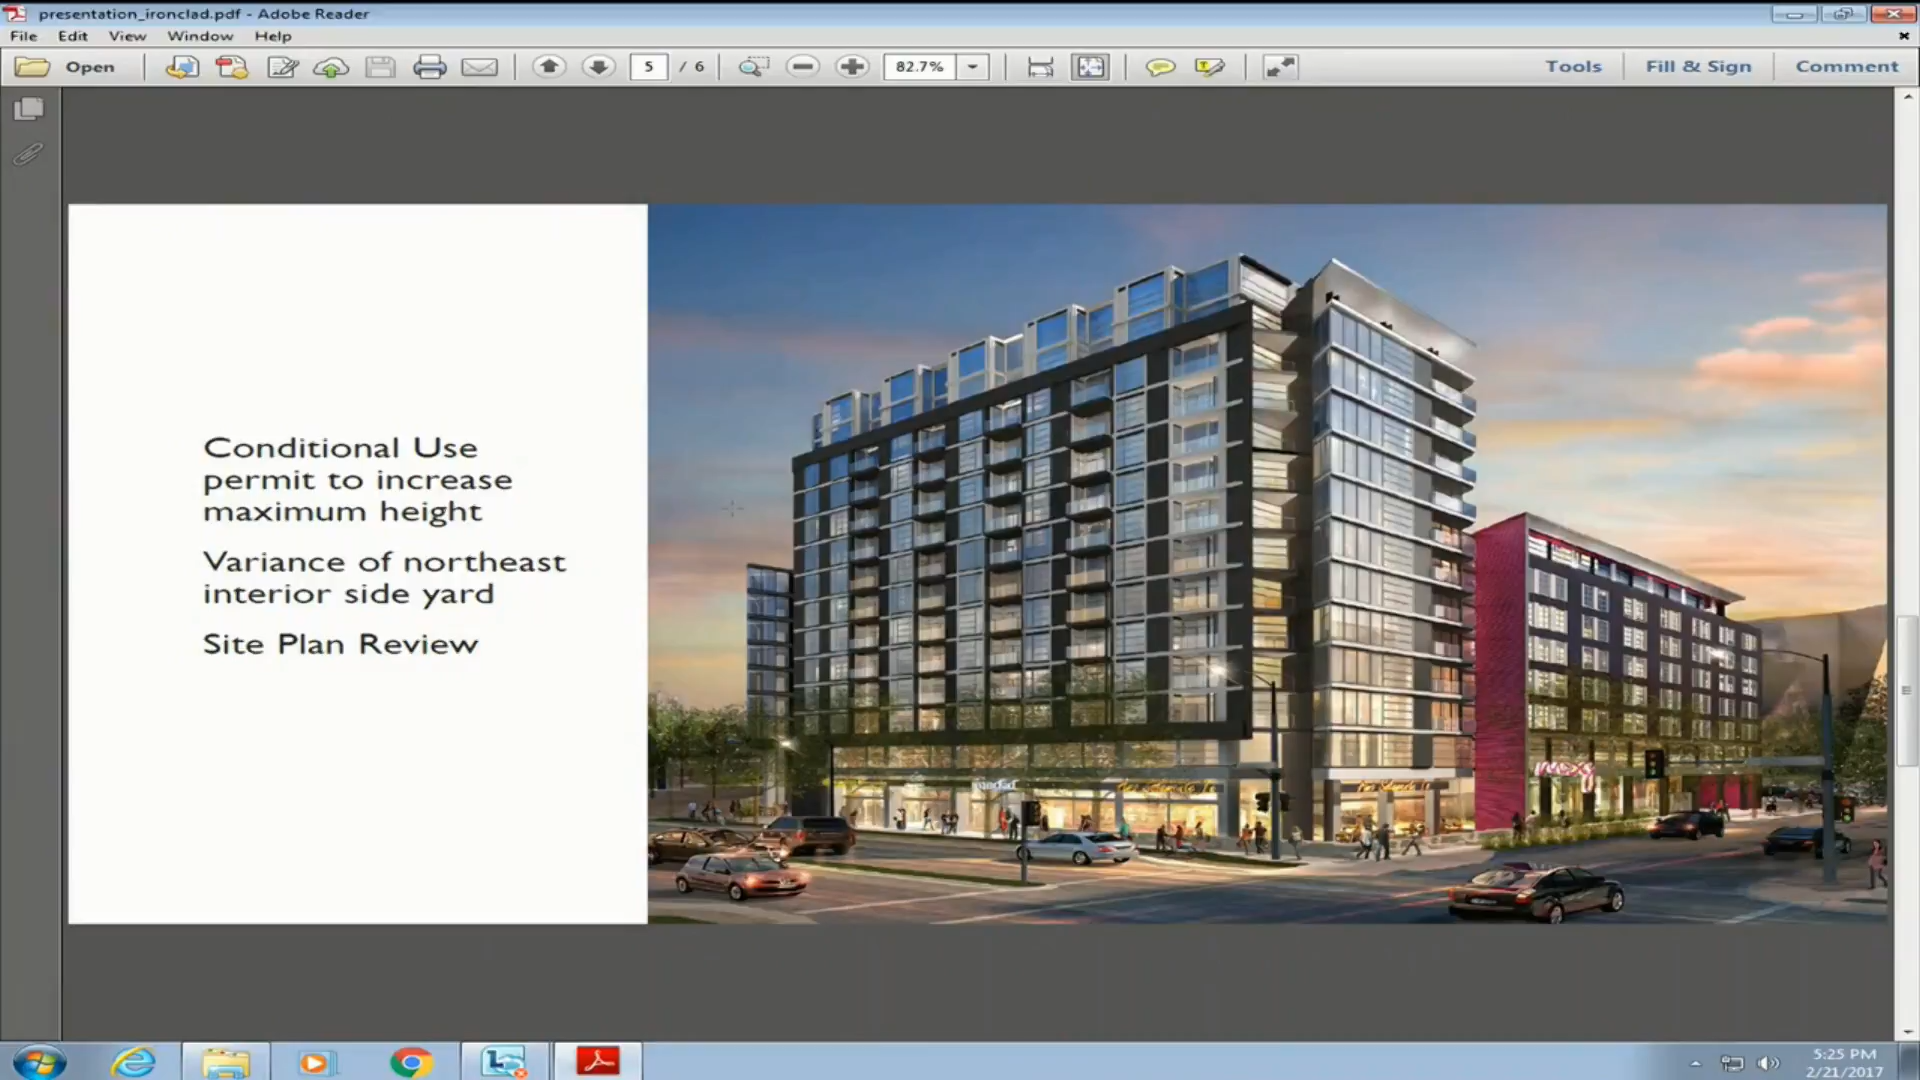 presentation_ironclad.pdf - Adobe Reader
File Edit View Window Help
Open 5 / 6 82.7% Tools Fill & Sign Comment
Conditional Use
permit to increase
maximum height
Variance of northeast
interior side yard
Site Plan Review
moxy
5:25 PM
2/21/2017